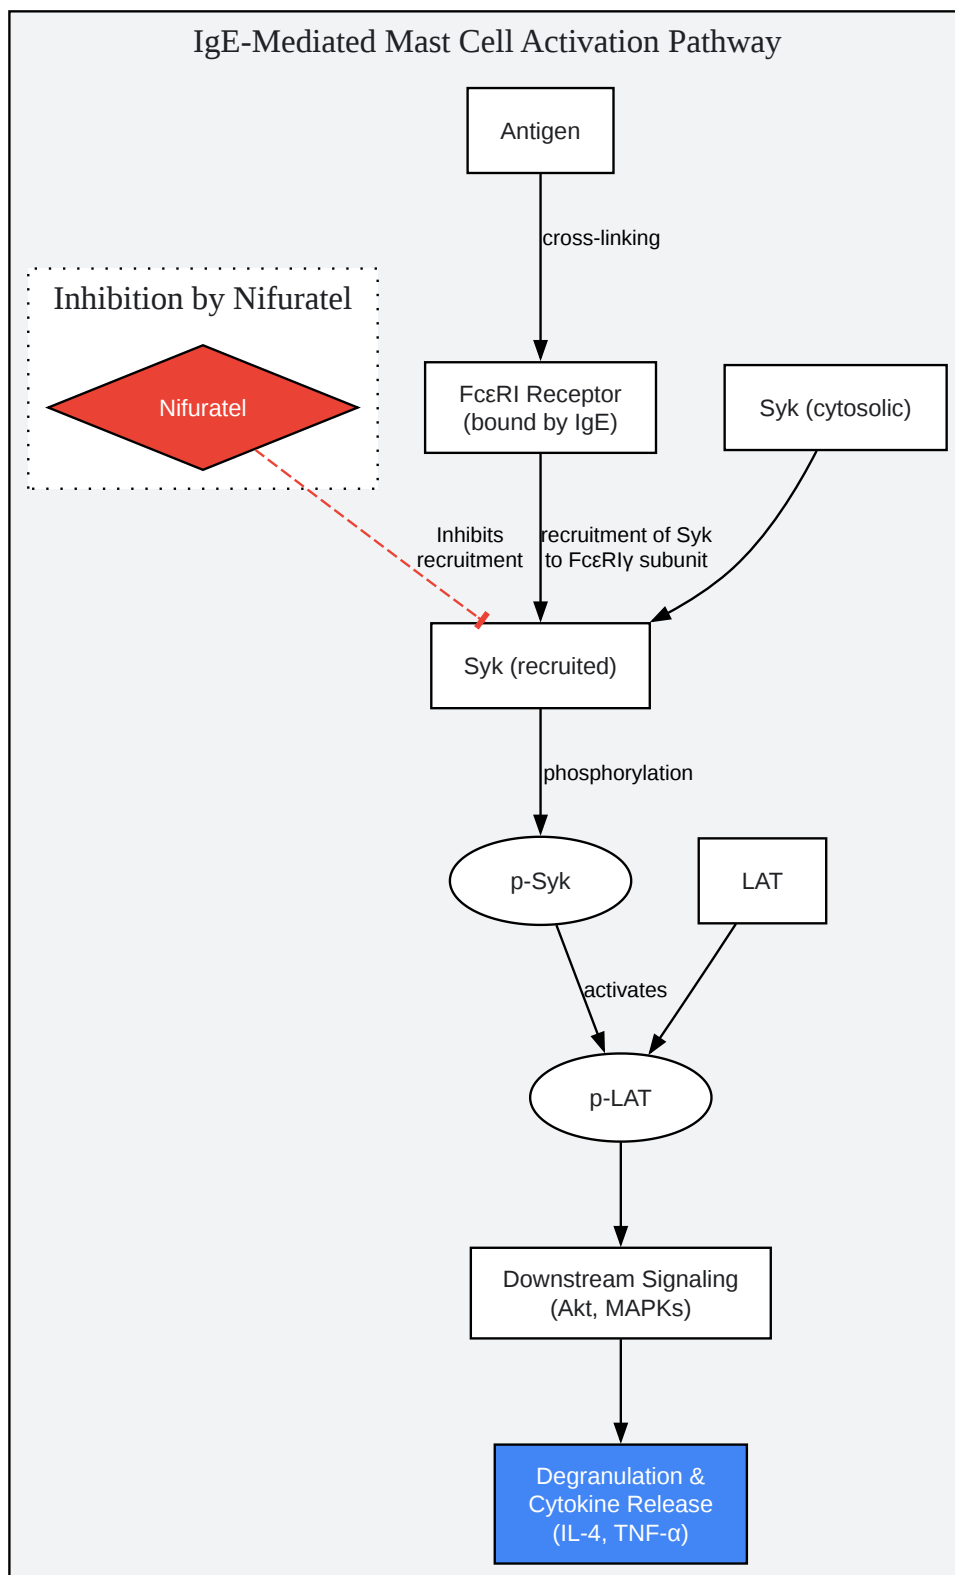 IgE-Mediated Mast Cell Activation Pathway
Antigen
cross-linking
Inhibition by Nifuratel
Nifuratel
FcεRI Receptor
(bound by IgE)
Syk (cytosolic)
Inhibits
recruitment
recruitment of Syk
to FcεRIγ subunit
Syk (recruited)
phosphorylation
p-Syk
LAT
activates
p-LAT
Downstream Signaling
(Akt, MAPKs)
Degranulation &
Cytokine Release
(IL-4, TNF-α)